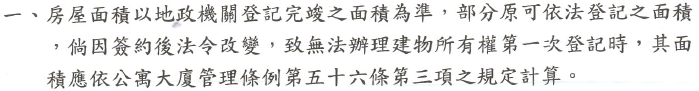 一、房屋面積以地政機關登記完竣之面積為準，部分原可依法登記之面積
，倘因簽約後法令改變，致無法辦理建物所有權第一次登記時，其面
積應依公寓大廈管理條例第五十六條第三項之規定計算。